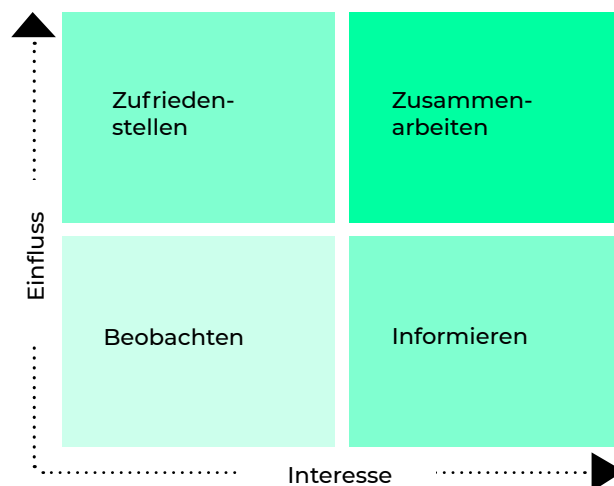 Zufrieden-
stellen
Zusammen-
arbeiten
Einfluss
Beobachten
Informieren
Interesse